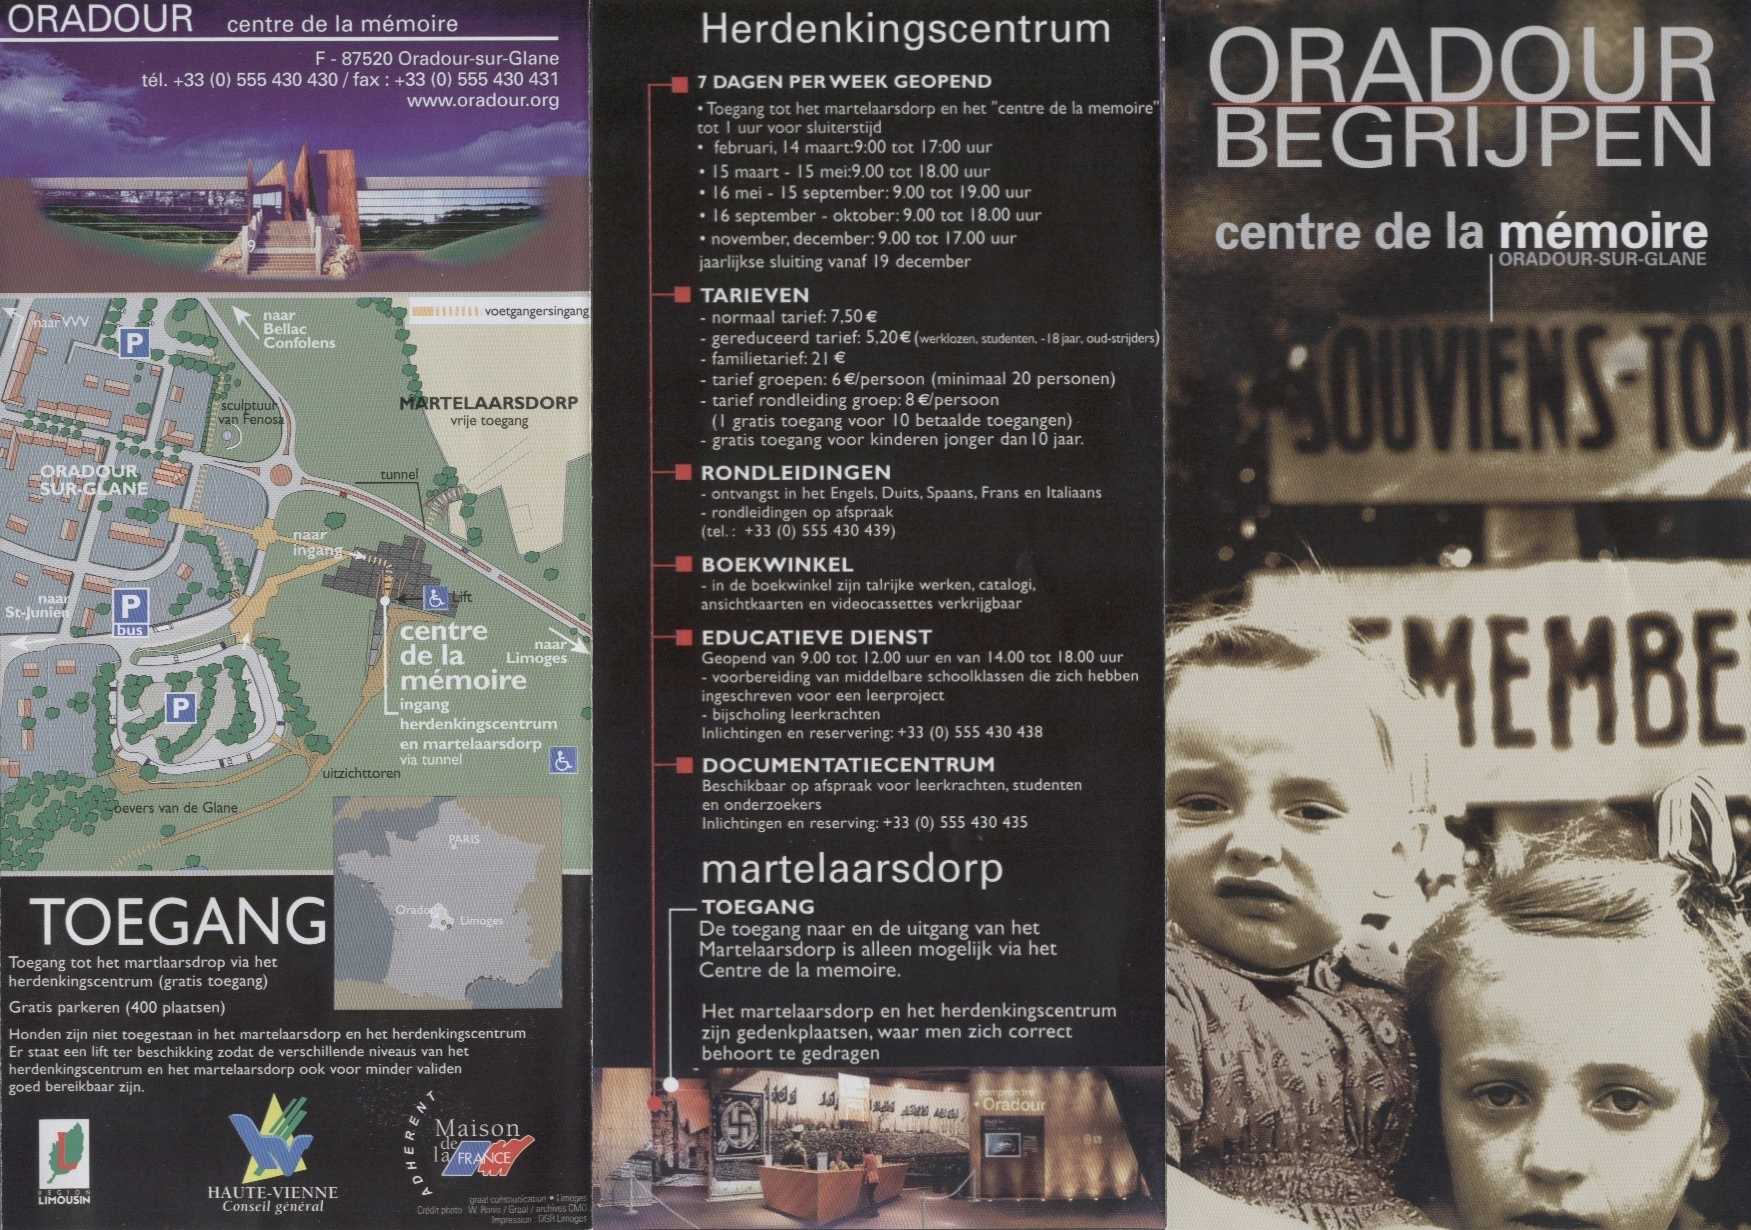 ORADOUR centre de la mémoire
F - 87520 Oradour-sur-Glane
tél. +33 (0) 555 430 430 / fax : +33 (0) 555 430 431
www.oradour.org
naar VVV
P
naar
Bellac
Confolens
voetgangersingang
sculptuur
van Fenosa
MARTELAARSDORP
vrije toegang
ORADOUR
SUR-GLANE
tunnel
naar
ingang
naar
St-Junien
P
bus
Lift
centre
de la
mémoire
naar
Limoges
ingang
herdenkingscentrum
en martelaarsdorp
via tunnel
P
uitzichttoren
oevers van de Glane
PARIS
Oradour
Limoges
TOEGANG
Toegang tot het martlaarsdrop via het
herdenkingscentrum (gratis toegang)
Gratis parkeren (400 plaatsen)
Honden zijn niet toegestaan in het martelaarsdorp en het herdenkingscentrum
Er staat een lift ter beschikking zodat de verschillende niveaus van het
herdenkingscentrum en het martelaarsdorp ook voor minder validen
goed bereikbaar zijn.
L
REGION
LIMOUSIN
HAUTE-VIENNE
Conseil général
ADHERENT
Maison
de
la FRANCE
graal communication • Limoges
Crédit photo : W. Ronis / Graal / archives CMO
Impression : DGR Limoges
Herdenkingscentrum
7 DAGEN PER WEEK GEOPEND
• Toegang tot het martelaarsdorp en het "centre de la memoire"
tot 1 uur voor sluiterstijd
• februari, 14 maart:9:00 tot 17:00 uur
• 15 maart - 15 mei:9.00 tot 18.00 uur
• 16 mei - 15 september: 9.00 tot 19.00 uur
• 16 september - oktober: 9.00 tot 18.00 uur
• november, december: 9.00 tot 17.00 uur
jaarlijkse sluiting vanaf 19 december
TARIEVEN
- normaal tarief: 7,50 €
- gereduceerd tarief: 5,20 € (werklozen, studenten, -18 jaar, oud-strijders)
- familietarief: 21 €
- tarief groepen: 6 €/persoon (minimaal 20 personen)
- tarief rondleiding groep: 8 €/persoon
(1 gratis toegang voor 10 betaalde toegangen)
- gratis toegang voor kinderen jonger dan 10 jaar.
RONDLEIDINGEN
- ontvangst in het Engels, Duits, Spaans, Frans en Italiaans
- rondleidingen op afspraak
(tel. : +33 (0) 555 430 439)
BOEKWINKEL
- in de boekwinkel zijn talrijke werken, catalogi,
ansichtkaarten en videocassettes verkrijgbaar
EDUCATIEVE DIENST
Geopend van 9.00 tot 12.00 uur en van 14.00 tot 18.00 uur
- voorbereiding van middelbare schoolklassen die zich hebben
ingeschreven voor een leerproject
- bijscholing leerkrachten
Inlichtingen en reservering: +33 (0) 555 430 438
DOCUMENTATIECENTRUM
Beschikbaar op afspraak voor leerkrachten, studenten
en onderzoekers
Inlichtingen en reserving: +33 (0) 555 430 435
martelaarsdorp
TOEGANG
De toegang naar en de uitgang van het
Martelaarsdorp is alleen mogelijk via het
Centre de la memoire.
Het martelaarsdorp en het herdenkingscentrum
zijn gedenkplaatsen, waar men zich correct
behoort te gedragen
Oradour
ORADOUR
BEGRIJPEN
centre de la mémoire
ORADOUR-SUR-GLANE
SOUVIENS-TOI
EMEMBE